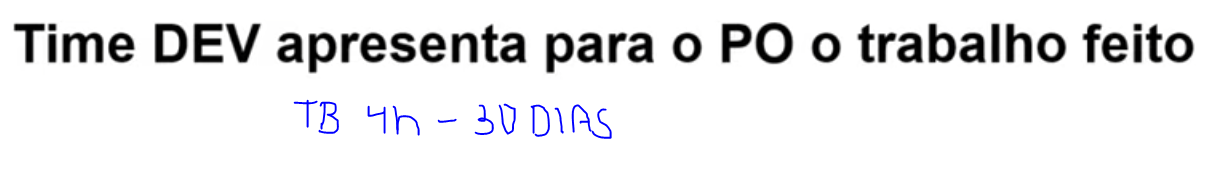 Time DEV apresenta para o PO o trabalho feito
TB 4h - 30 DIAS